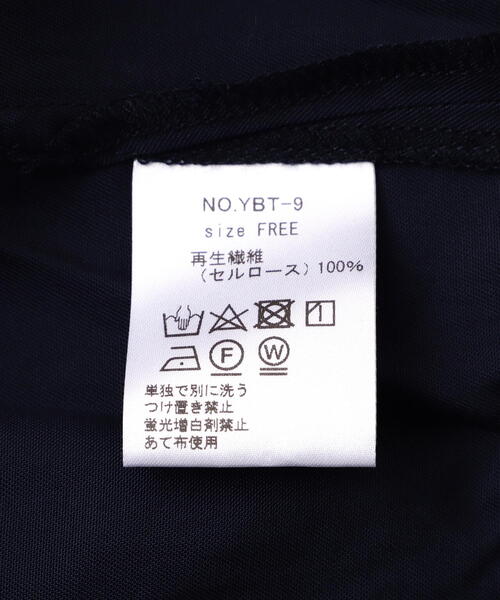 NO.YBT-9
size FREE
再生繊維
(セルロース) 100%
F
W
単独で別に洗う
つけ置き禁止
蛍光増白剤禁止
あて布使用